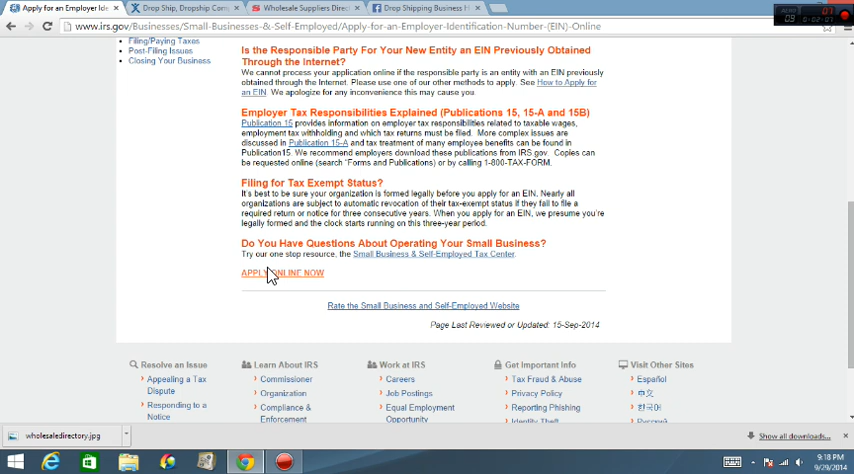 Apply for an Employer Ide
Drop Ship, Dropship Comp
Wholesale Suppliers Direc
Drop Shipping Business H
www.irs.gov/Businesses/Small-Businesses-&-Self-Employed/Apply-for-an-Employer-Identification-Number-(EIN)-Online
Filing/Paying Taxes
Post-Filing Issues
Closing Your Business
Is the Responsible Party For Your New Entity an EIN Previously Obtained
Through the Internet?
We cannot process your application online if the responsible party is an entity with an EIN previously
obtained through the Internet. Please use one of our other methods to apply. See How to Apply for
an EIN. We apologize for any inconvenience this may cause you.
Employer Tax Responsibilities Explained (Publications 15, 15-A and 15B)
Publication 15 provides information on employer tax responsibilities related to taxable wages,
employment tax withholding and which tax returns must be filed. More complex issues are
discussed in Publication 15-A and tax treatment of many employee benefits can be found in
Publication15. We recommend employers download these publications from IRS gov. Copies can
be requested online (search "Forms and Publications) or by calling 1-800-TAX-FORM.
Filing for Tax Exempt Status?
It's best to be sure your organization is formed legally before you apply for an EIN. Nearly all
organizations are subject to automatic revocation of their tax-exempt status if they fail to file a
required return or notice for three consecutive years. When you apply for an EIN, we presume you're
legally formed and the clock starts running on this three-year period.
Do You Have Questions About Operating Your Small Business?
Try our one stop resource, the Small Business & Self-Employed Tax Center.
APPLY ONLINE NOW
Rate the Small Business and Self-Employed Website
Page Last Reviewed or Updated: 15-Sep-2014
Resolve an Issue
Appealing a Tax
Dispute
Responding to a
Notice
Learn About IRS
Commissioner
Organization
Compliance &
Enforcement
Work at IRS
Careers
Job Postings
Equal Employment
Opportunity
Get Important Info
Tax Fraud & Abuse
Privacy Policy
Reporting Phishing
Identity Theft
Visit Other Sites
Español
中文
한국어
Русский
wholesaledirectory.jpg
Show all downloads...
9:18 PM
9/29/2014